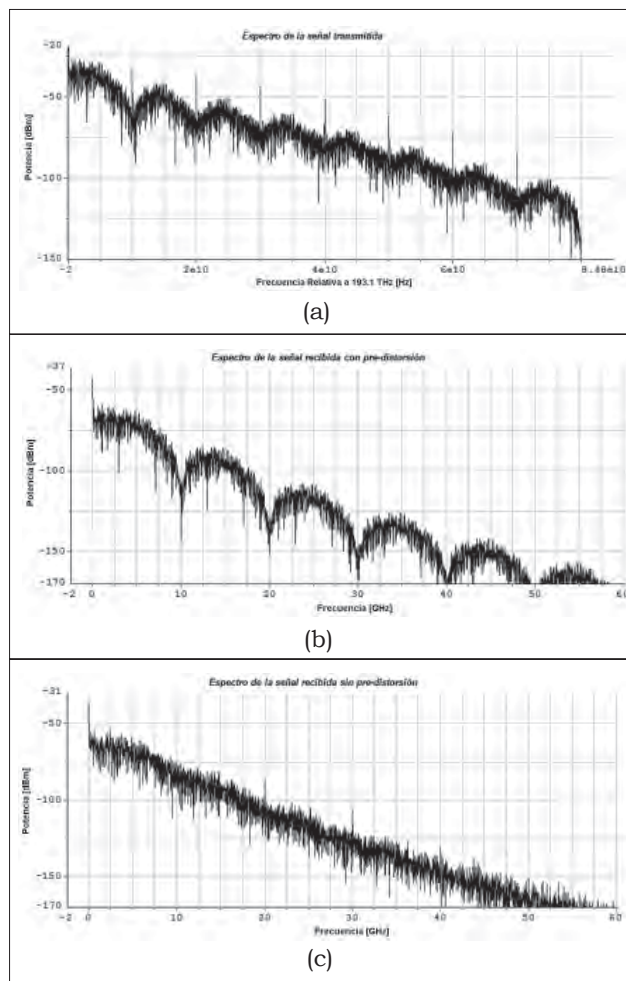 Espectro de la señal transmitida
Potencia [dBm]
-20
-50
-100
-150
-2
2e10
4e10
6e10
Frecuencia Relativa a 193.1 THz [Hz]
(a)
Espectro de la señal recibida con pre-distorsión
Potencia [dBm]
-37
-50
-100
-150
-170
-2
0
10
20
30
40
50
60
Frecuencia [GHz]
(b)
Espectro de la señal recibida sin pre-distorsión
Potencia [dBm]
-31
-50
-100
-150
-170
-2
0
10
20
30
40
50
60
Frecuencia [GHz]
(c)